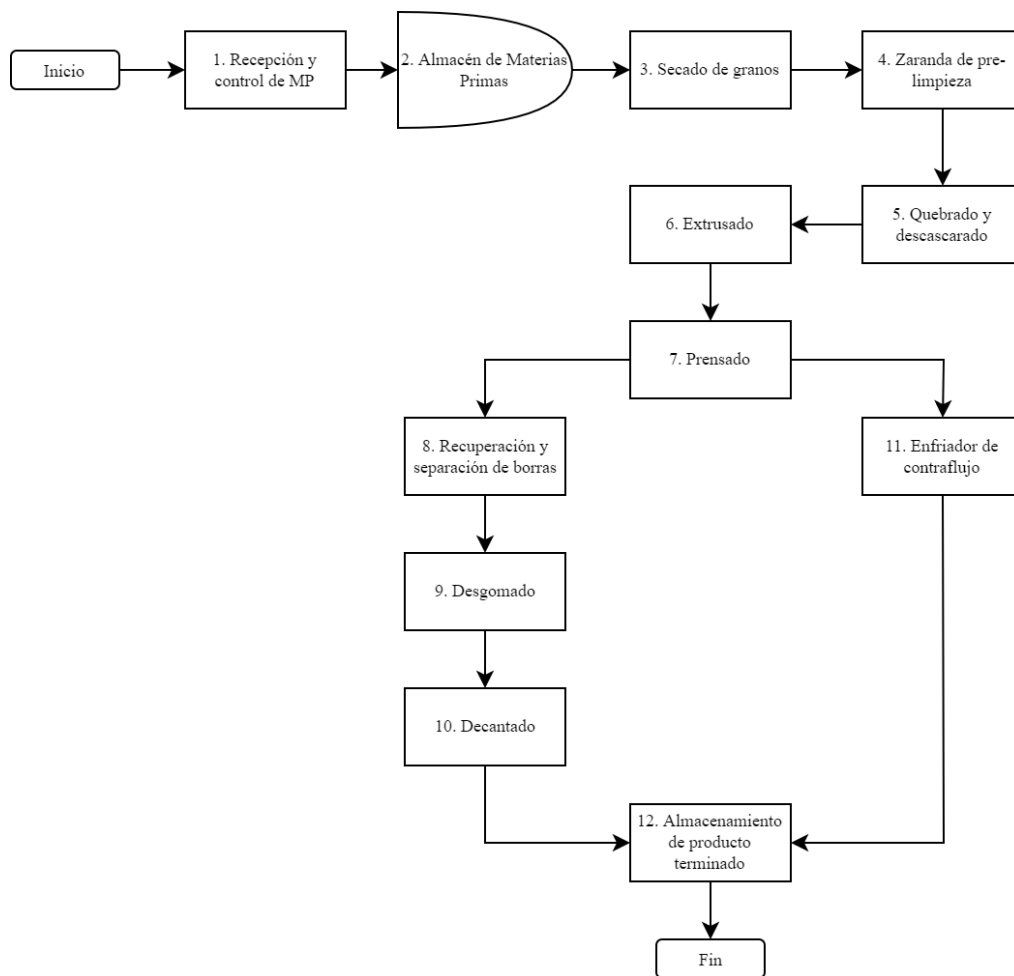 Inicio
1. Recepción y
control de MP
2. Almacén de Materias
Primas
3. Secado de granos
4. Zaranda de pre-
limpieza
5. Quebrado y
descascarado
6. Extrusado
7. Prensado
8. Recuperación y
separación de borras
9. Desgomado
10. Decantado
11. Enfriador de
contraflujo
12. Almacenamiento
de producto
terminado
Fin